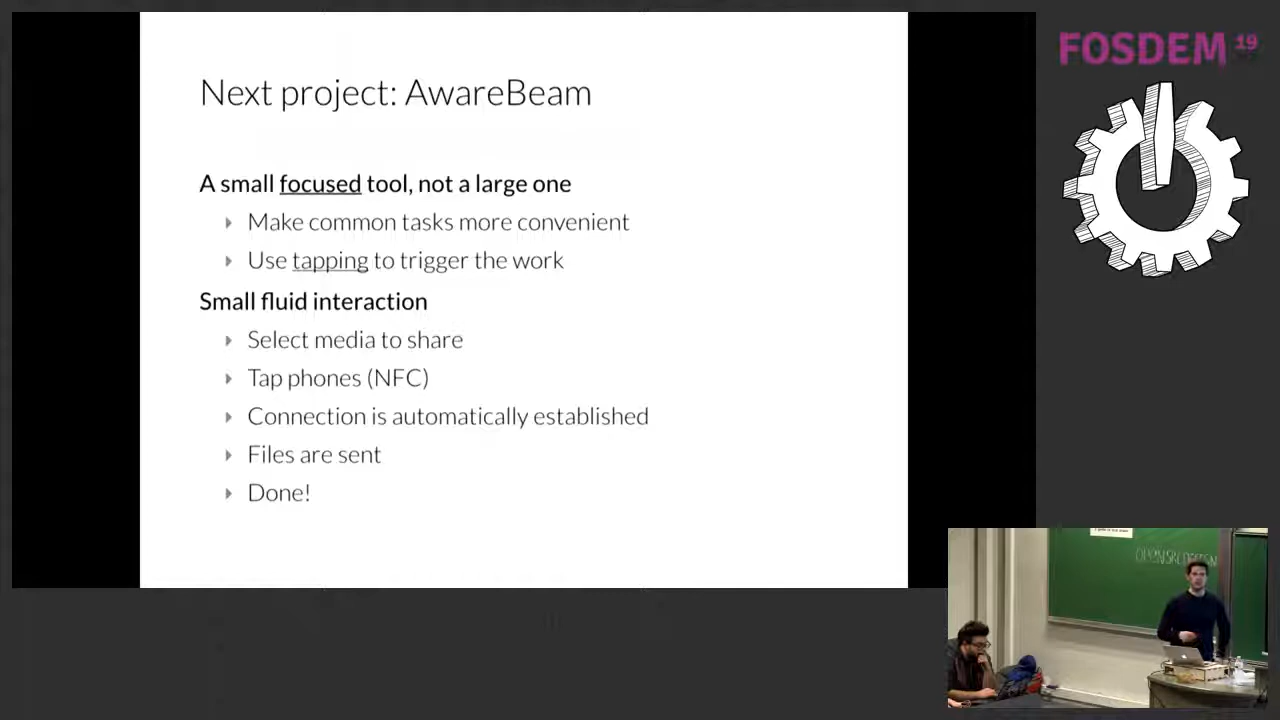 Next project: AwareBeam
A small focused tool, not a large one
Make common tasks more convenient
Use tapping to trigger the work
Small fluid interaction
Select media to share
Tap phones (NFC)
Connection is automatically established
Files are sent
Done!
FOSDEM 19